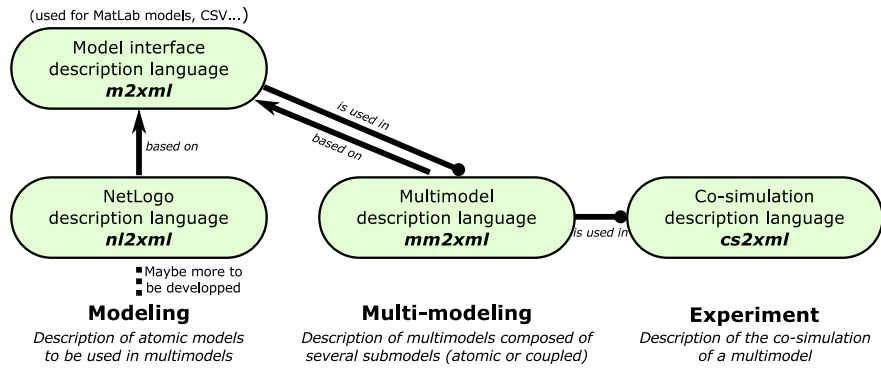 (used for MatLab models, CSV...)
Model interface
description language
m2xml
is used in
based on
based on
NetLogo
description language
nl2xml
Multimodel
description language
mm2xml
is used in
Co-simulation
description language
cs2xml
Maybe more to
be developped
Modeling
Description of atomic models
to be used in multimodels
Multi-modeling
Description of multimodels composed of
several submodels (atomic or coupled)
Experiment
Description of the co-simulation
of a multimodel